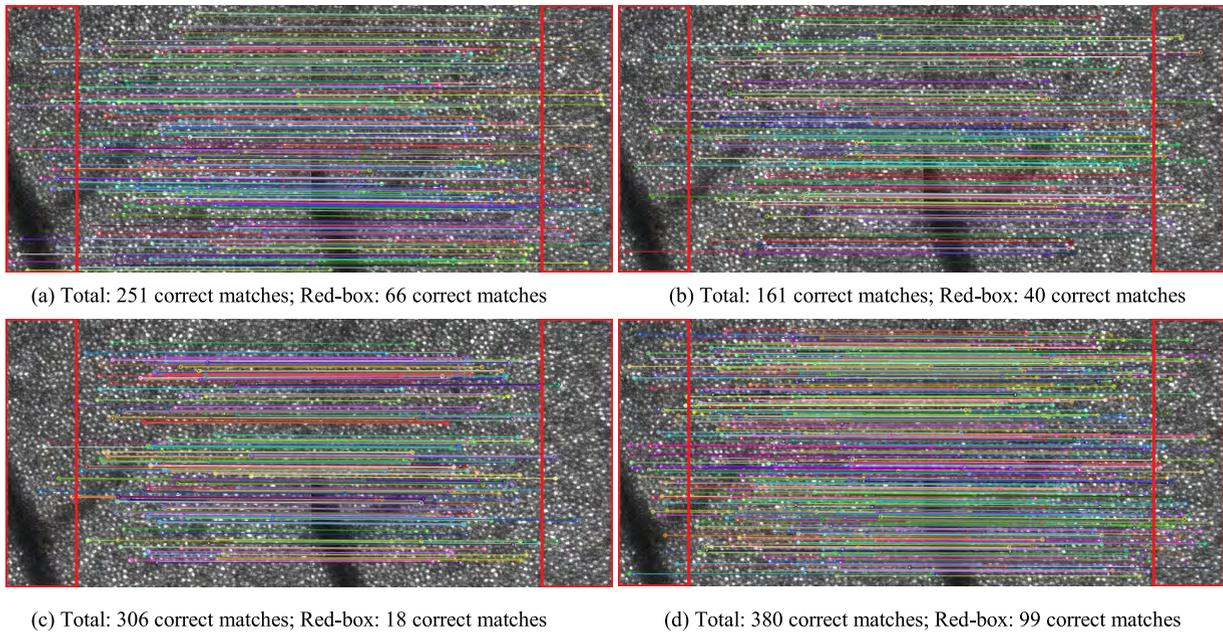 (a) Total: 251 correct matches; Red-box: 66 correct matches
(b) Total: 161 correct matches; Red-box: 40 correct matches
(c) Total: 306 correct matches; Red-box: 18 correct matches
(d) Total: 380 correct matches; Red-box: 99 correct matches